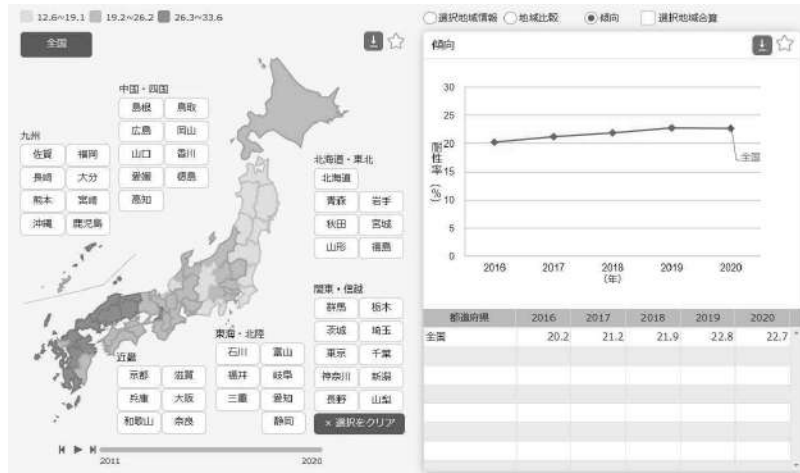 12.6~19.1 19.2~26.2 26.3~33.6
全国
中国・四国
島根 鳥取
広島 岡山
山口 香川
愛媛 徳島
高知
九州
佐賀 福岡
長崎 大分
熊本 宮崎
沖縄 鹿児島
北海道・東北
北海道
青森 岩手
秋田 宮城
山形 福島
関東・信越
群馬 栃木
茨城 埼玉
東京 千葉
神奈川 新潟
長野 山梨
東海・北陸
石川 富山
福井 岐阜
三重 愛知
静岡
近畿
京都 滋賀
兵庫 大阪
和歌山 奈良
× 選択をクリア
2011 2020
選択地域情報 地域比較 傾向 選択地域合算
傾向
30
25
20
15
10
5
0
陽性率 (%)
全国
2016 2017 2018 2019 2020
(年)
都道府県 2016 2017 2018 2019 2020
全国 20.2 21.2 21.9 22.8 22.7